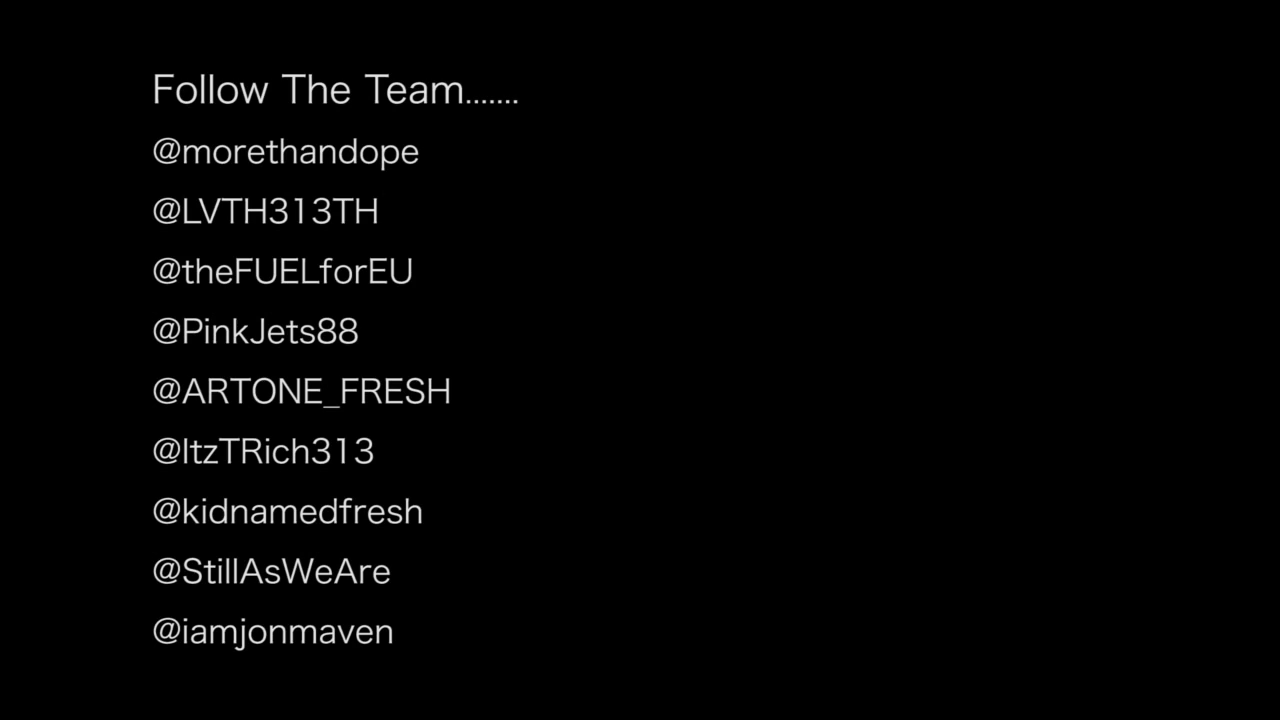 Follow The Team.......
@morethandope
@LVTH313TH
@theFUELforEU
@PinkJets88
@ARTONE_FRESH
@ItzTRich313
@kidnamedfresh
@StillAsWeAre
@iamjonmaven